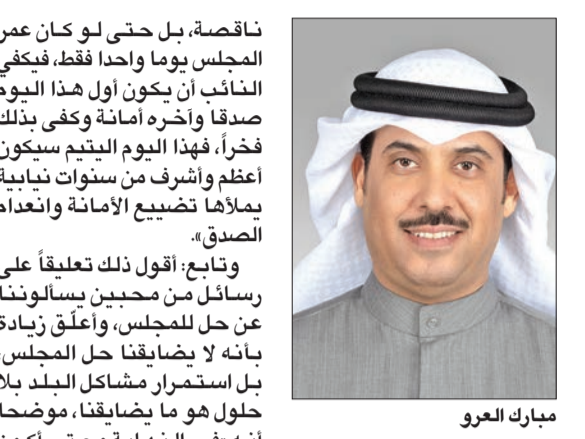 ناقصة، بل حتى لو كان عمر
المجلس يوما واحدا فقط، فيكفي
النائب أن يكون أول هذا اليوم
صدقا وآخره أمانة وكفى بذلك
فخراً، فهذا اليوم اليتيم سيكون
أعظم وأشرف من سنوات نيابية
يملأها تضييع الأمانة وانعدام
الصدق».
وتابع: أقول ذلك تعليقاً على
رسائل من محبين يسألوننا
عن حل للمجلس، وأعلّق زيادة
بأنه لا يضايقنا حل المجلس،
بل استمرار مشاكل البلد بلا
حلول هو ما يضايقنا، موضحا
مبارك العرو